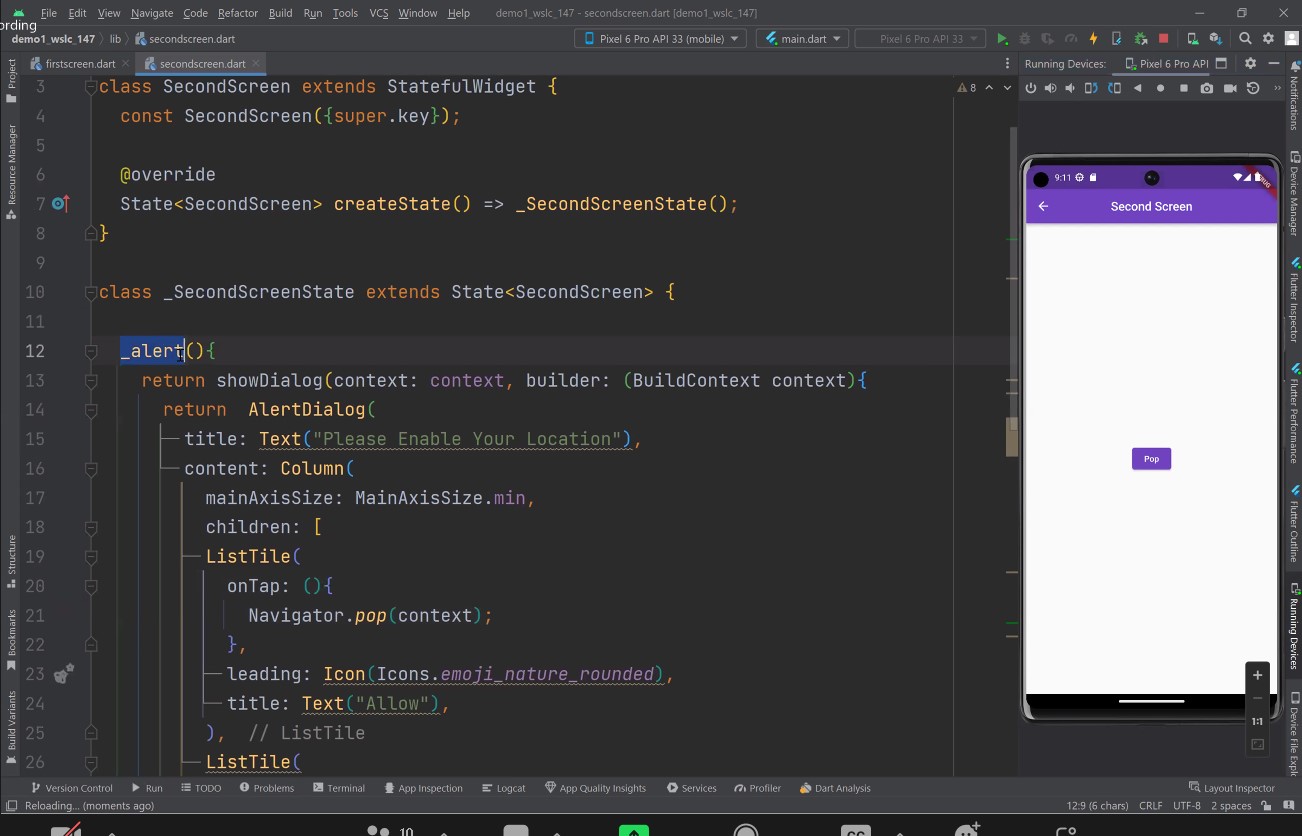 File Edit View Navigate Code Refactor Build Run Tools VCS Window Help demo1_wslc_147 - secondscreen.dart [demo1_wslc_147]
ording
demo1_wslc_147 lib secondscreen.dart Pixel 6 Pro API 33 (mobile) main.dart Pixel 6 Pro API 33
firstscreen.dart secondscreen.dart Running Devices: Pixel 6 Pro API
3 class SecondScreen extends StatefulWidget { 8
4 const SecondScreen({super.key});
5
6 @override
7 State<SecondScreen> createState() => _SecondScreenState();
8 }
9
10 class _SecondScreenState extends State<SecondScreen> {
11
12 _alert(){
13 return showDialog(context: context, builder: (BuildContext context){
14 return AlertDialog(
15 title: Text("Please Enable Your Location"),
16 content: Column(
17 mainAxisSize: MainAxisSize.min,
18 children: [
19 ListTile(
20 onTap: (){
21 Navigator.pop(context);
22 },
23 leading: Icon(Icons.emoji_nature_rounded),
24 title: Text("Allow"),
25 ), // ListTile
26 ListTile(
9:11
DEBUG
Second Screen
Pop
1:1
Project
Resource Manager
Structure
Bookmarks
Build Variants
Notifications
Device Manager
Flutter Inspector
Flutter Performance
Flutter Outline
Running Devices
Device File Expl
Version Control Run TODO Problems Terminal App Inspection Logcat App Quality Insights Services Profiler Dart Analysis Layout Inspector
Reloading... (moments ago) 12:9 (6 chars) CRLF UTF-8 2 spaces
10 CC